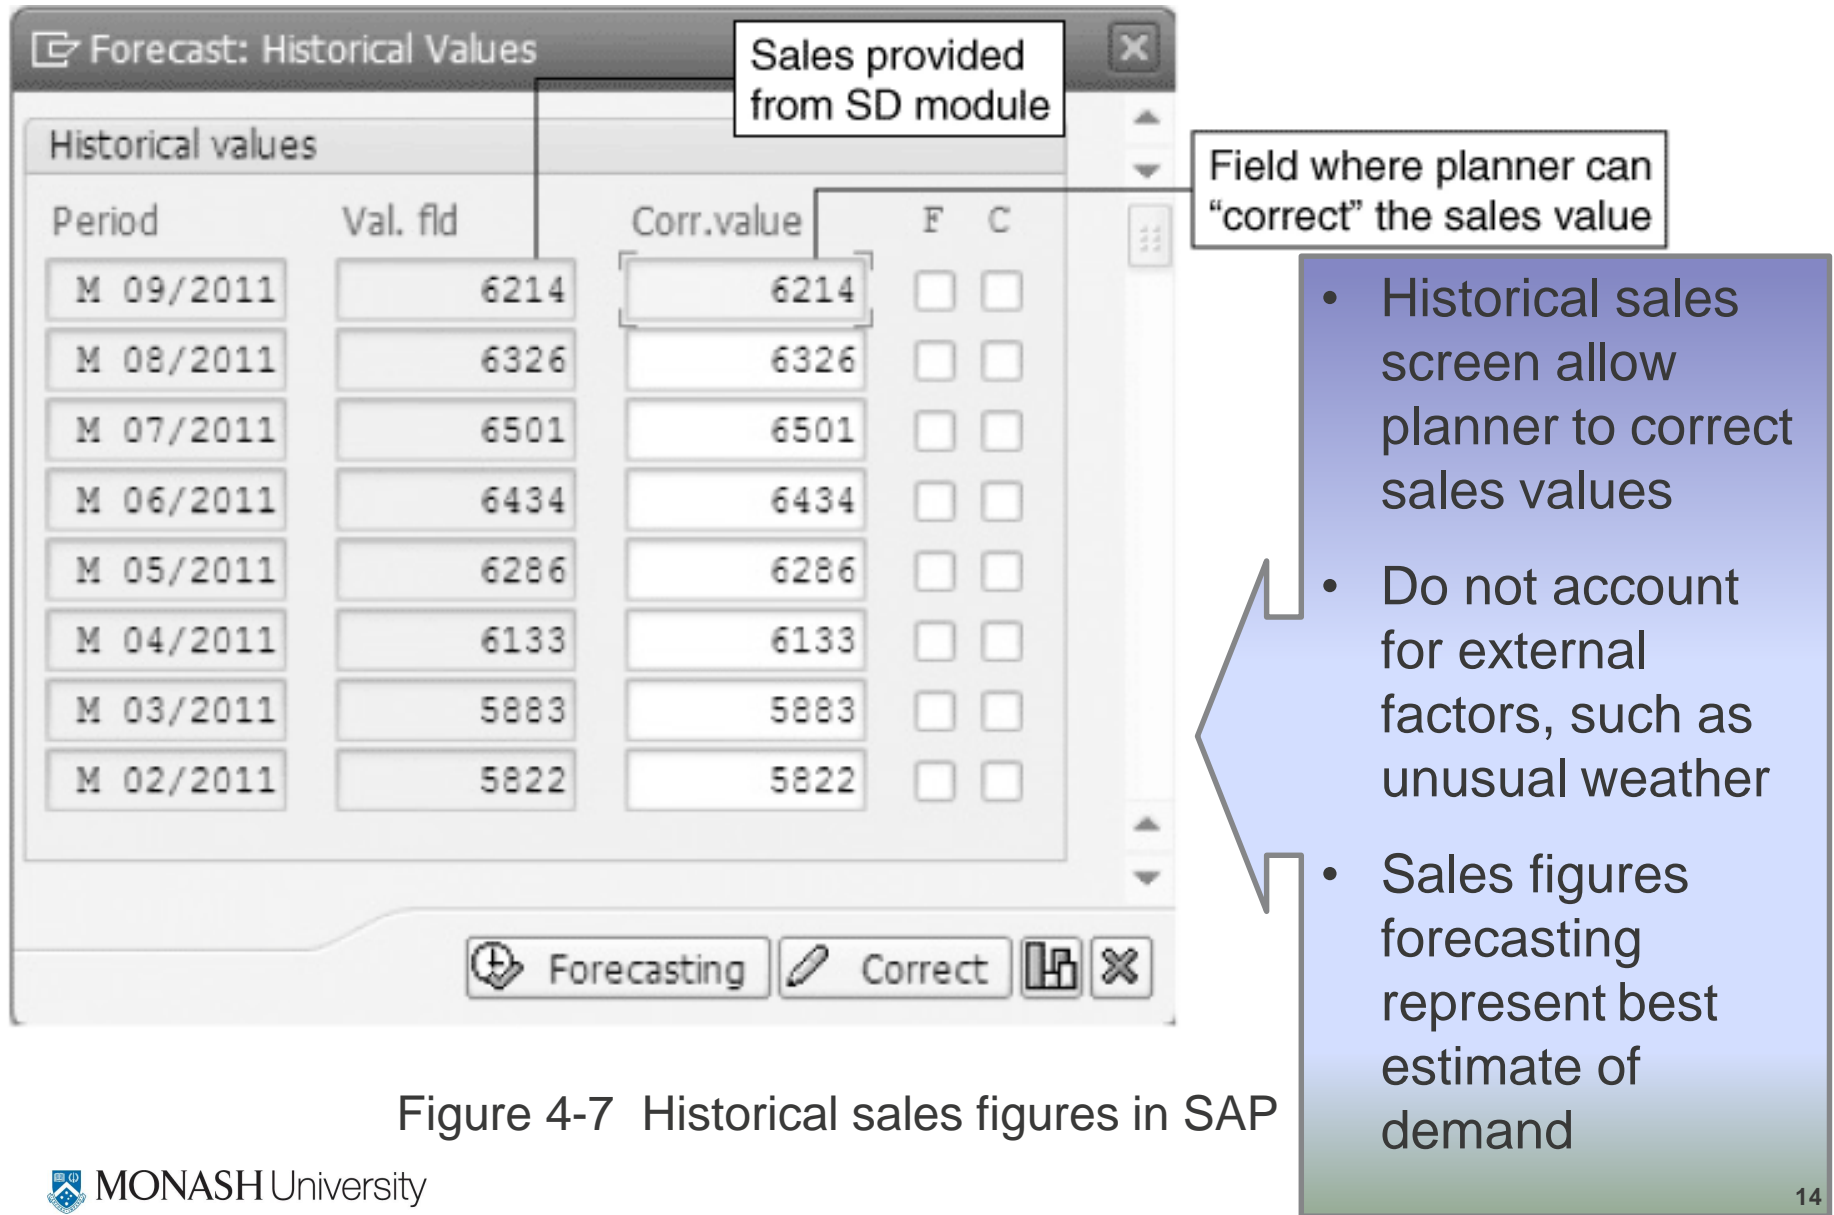 Forecast: Historical Values
Sales provided
from SD module
Historical values
Field where planner can
“correct” the sales value
Period Val. fld Corr.value F C
M 09/2011 6214 6214
M 08/2011 6326 6326
M 07/2011 6501 6501
M 06/2011 6434 6434
M 05/2011 6286 6286
M 04/2011 6133 6133
M 03/2011 5883 5883
M 02/2011 5822 5822
Forecasting Correct
• Historical sales
screen allow
planner to correct
sales values
• Do not account
for external
factors, such as
unusual weather
• Sales figures
forecasting
represent best
estimate of
demand
Figure 4-7 Historical sales figures in SAP
MONASH University
14